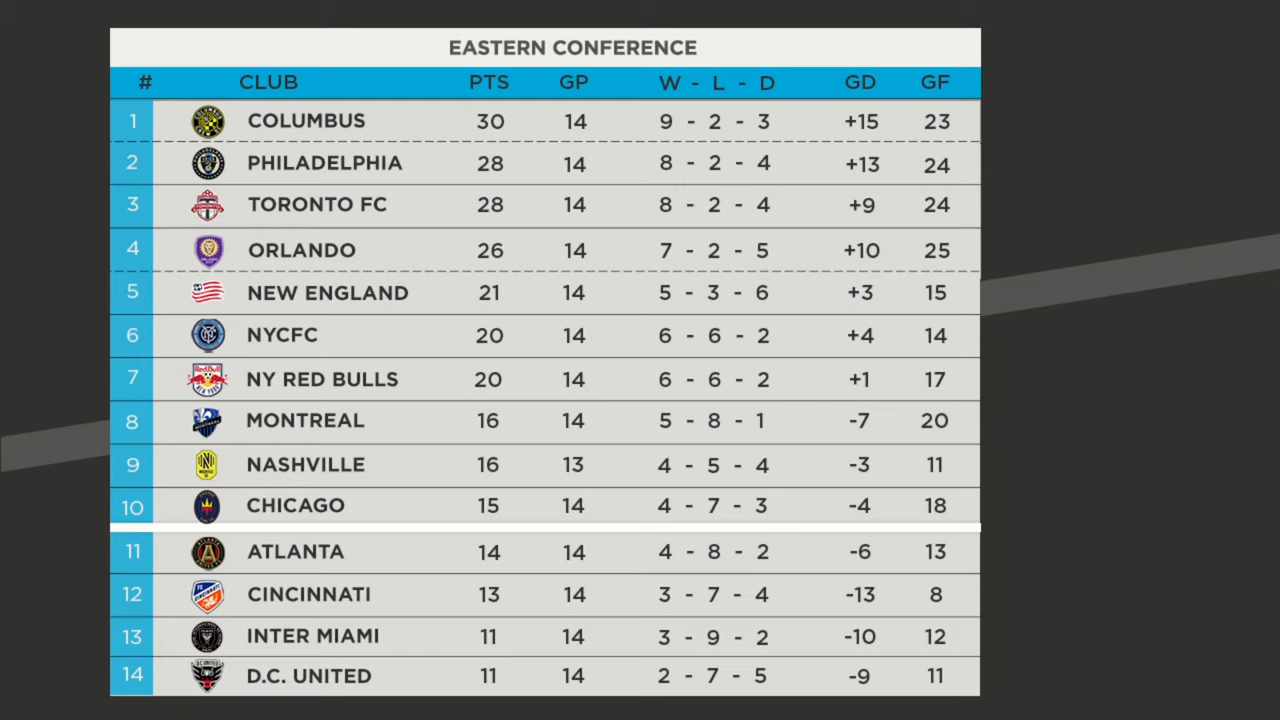 EASTERN CONFERENCE
# CLUB PTS GP W - L - D GD GF
1 COLUMBUS 30 14 9 - 2 - 3 +15 23
2 PHILADELPHIA 28 14 8 - 2 - 4 +13 24
3 TORONTO FC 28 14 8 - 2 - 4 +9 24
4 ORLANDO 26 14 7 - 2 - 5 +10 25
5 NEW ENGLAND 21 14 5 - 3 - 6 +3 15
6 NYCFC 20 14 6 - 6 - 2 +4 14
7 NY RED BULLS 20 14 6 - 6 - 2 +1 17
8 MONTREAL 16 14 5 - 8 - 1 -7 20
9 NASHVILLE 16 13 4 - 5 - 4 -3 11
10 CHICAGO 15 14 4 - 7 - 3 -4 18
11 ATLANTA 14 14 4 - 8 - 2 -6 13
12 CINCINNATI 13 14 3 - 7 - 4 -13 8
13 INTER MIAMI 11 14 3 - 9 - 2 -10 12
14 D.C. UNITED 11 14 2 - 7 - 5 -9 11